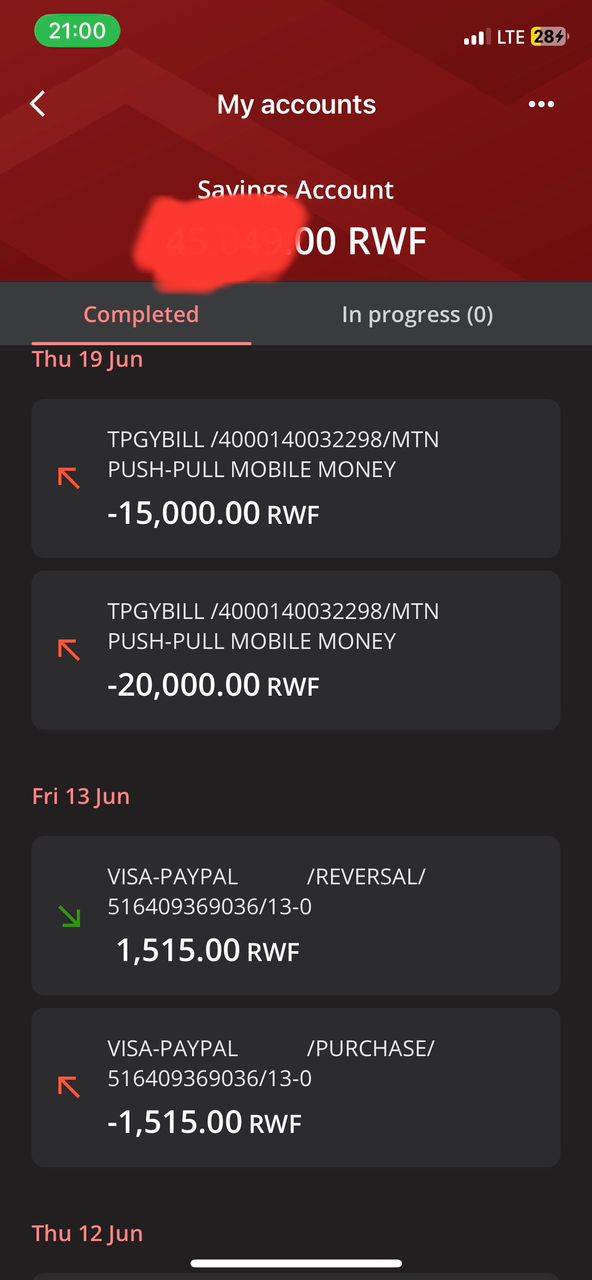 21:00
LTE 28
My accounts
Savings Account
.00 RWF
Completed
In progress (0)
Thu 19 Jun
TPGYBILL /4000140032298/MTN
PUSH-PULL MOBILE MONEY
-15,000.00 RWF
TPGYBILL /4000140032298/MTN
PUSH-PULL MOBILE MONEY
-20,000.00 RWF
Fri 13 Jun
VISA-PAYPAL /REVERSAL/
516409369036/13-0
1,515.00 RWF
VISA-PAYPAL /PURCHASE/
516409369036/13-0
-1,515.00 RWF
Thu 12 Jun